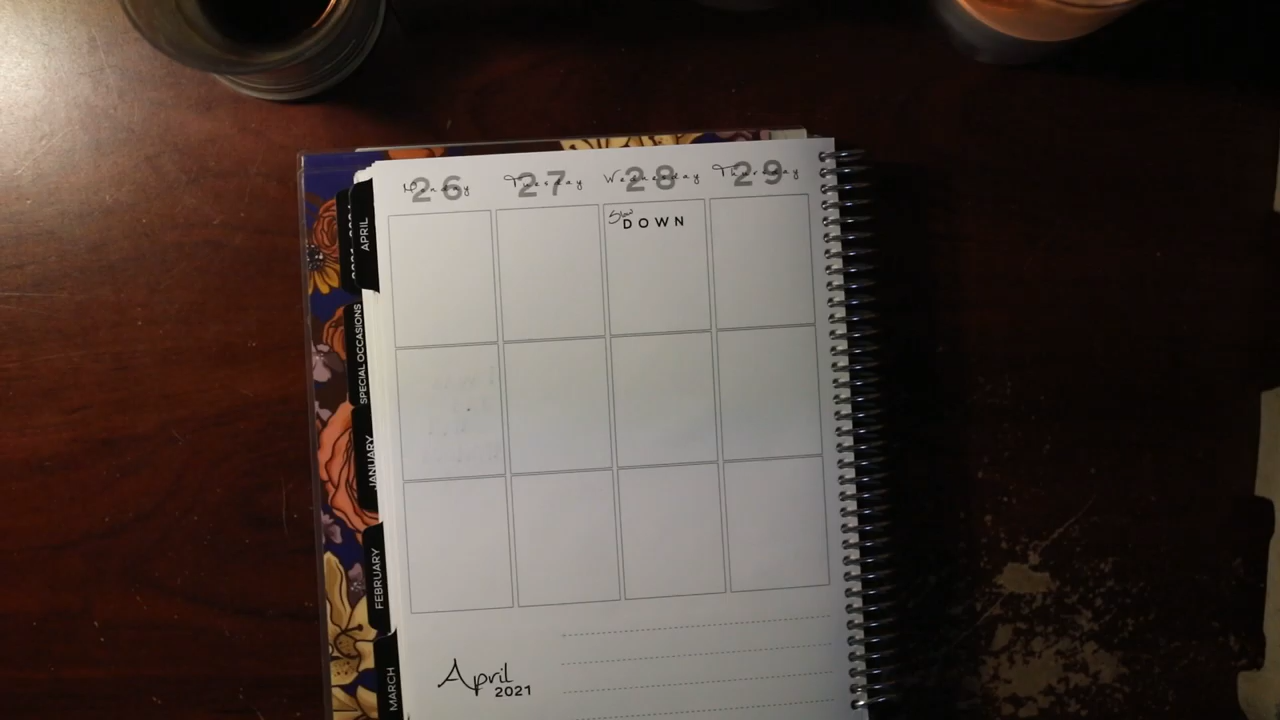 Monday 26
Tuesday 27
Wednesday 28
Thursday 29
Slow
DOWN
APRIL
SPECIAL OCCASIONS
JANUARY
FEBRUARY
MARCH
April
2021